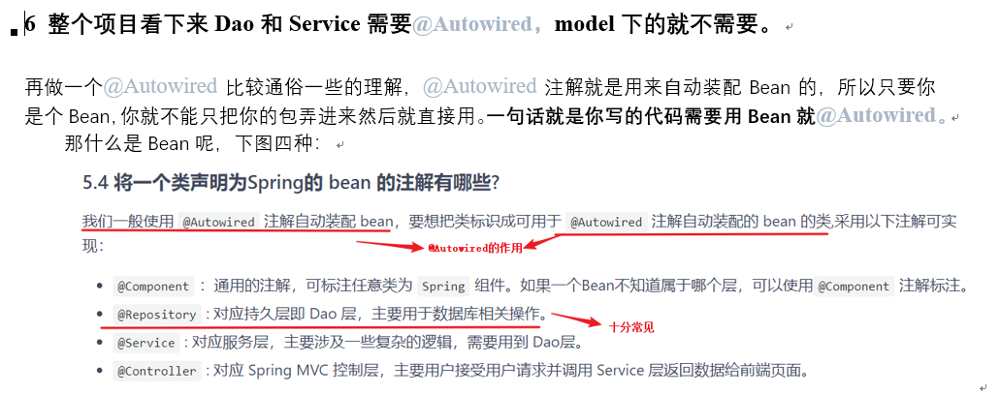 6 整个项目看下来 Dao 和 Service 需要@Autowired，model 下的就不需要。
再做一个@Autowired 比较通俗一些的理解，@Autowired 注解就是用来自动装配 Bean 的，所以只要你
是个 Bean,你就不能只把你的包弄进来然后就直接用。一句话就是你写的代码需要用 Bean 就@Autowired。
那什么是 Bean 呢，下图四种：
5.4 将一个类声明为Spring的 bean 的注解有哪些?
我们一般使用 @Autowired 注解自动装配 bean，要想把类标识成可用于 @Autowired 注解自动装配的 bean 的类,采用以下注解可实
现：
@Autowired的作用
• @Component ：通用的注解，可标注任意类为 Spring 组件。如果一个Bean不知道属于哪个层，可以使用 @Component 注解标注。
• @Repository : 对应持久层即 Dao 层，主要用于数据库相关操作。
十分常见
• @Service : 对应服务层，主要涉及一些复杂的逻辑，需要用到 Dao层。
• @Controller : 对应 Spring MVC 控制层，主要用户接受用户请求并调用 Service 层返回数据给前端页面。